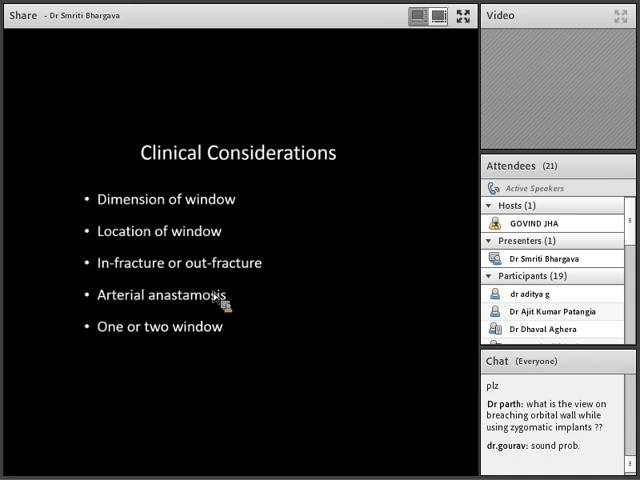 Share - Dr Smriti Bhargava
Clinical Considerations
• Dimension of window
• Location of window
• In-fracture or out-fracture
• Arterial anastamosis
• One or two window
Video
Attendees (21)
Active Speakers
Hosts (1)
GOVIND JHA
Presenters (1)
Dr Smriti Bhargava
Participants (19)
dr aditya g
Dr Ajit Kumar Patangia
Dr Dhaval Aghera
Chat (Everyone)
plz
Dr parth: what is the view on
breaching orbital wall while
using zygomatic implants ??
dr.gourav: sound prob.